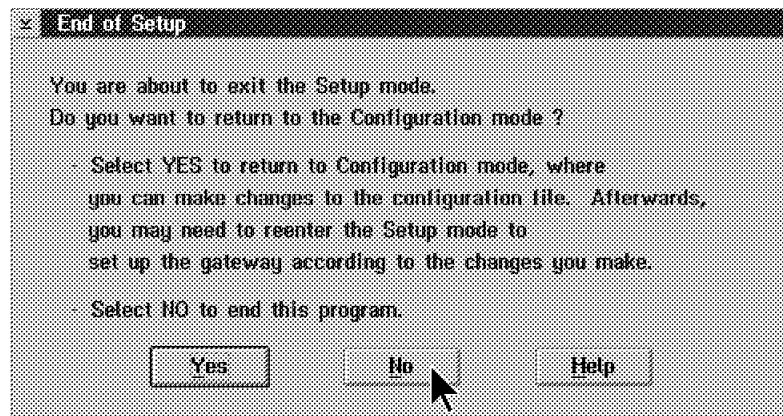 End of Setup
You are about to exit the Setup mode.
Do you want to return to the Configuration mode ?
- Select YES to return to Configuration mode, where
you can make changes to the configuration file. Afterwards,
you may need to reenter the Setup mode to
set up the gateway according to the changes you make.
- Select NO to end this program.
Yes No Help